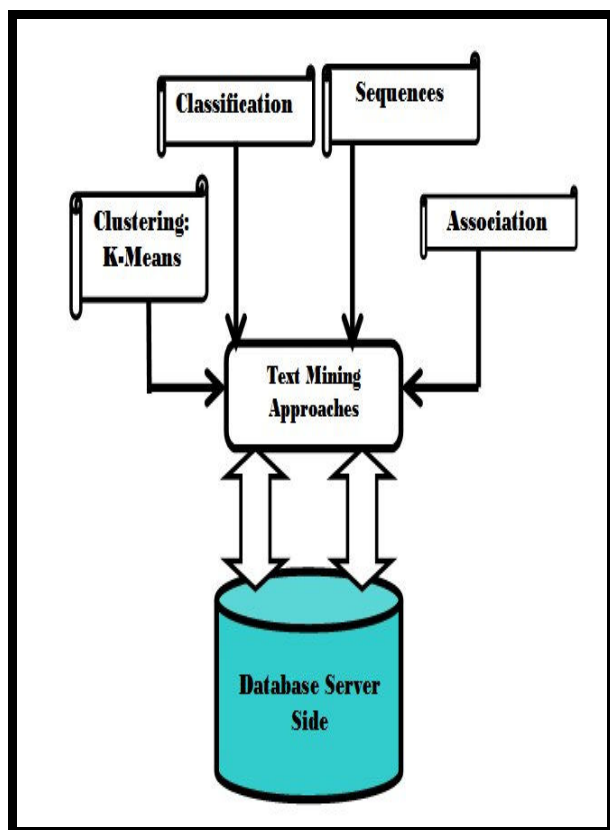 Classification
Sequences
Clustering:
K-Means
Association
Text Mining
Approaches
Database Server
Side